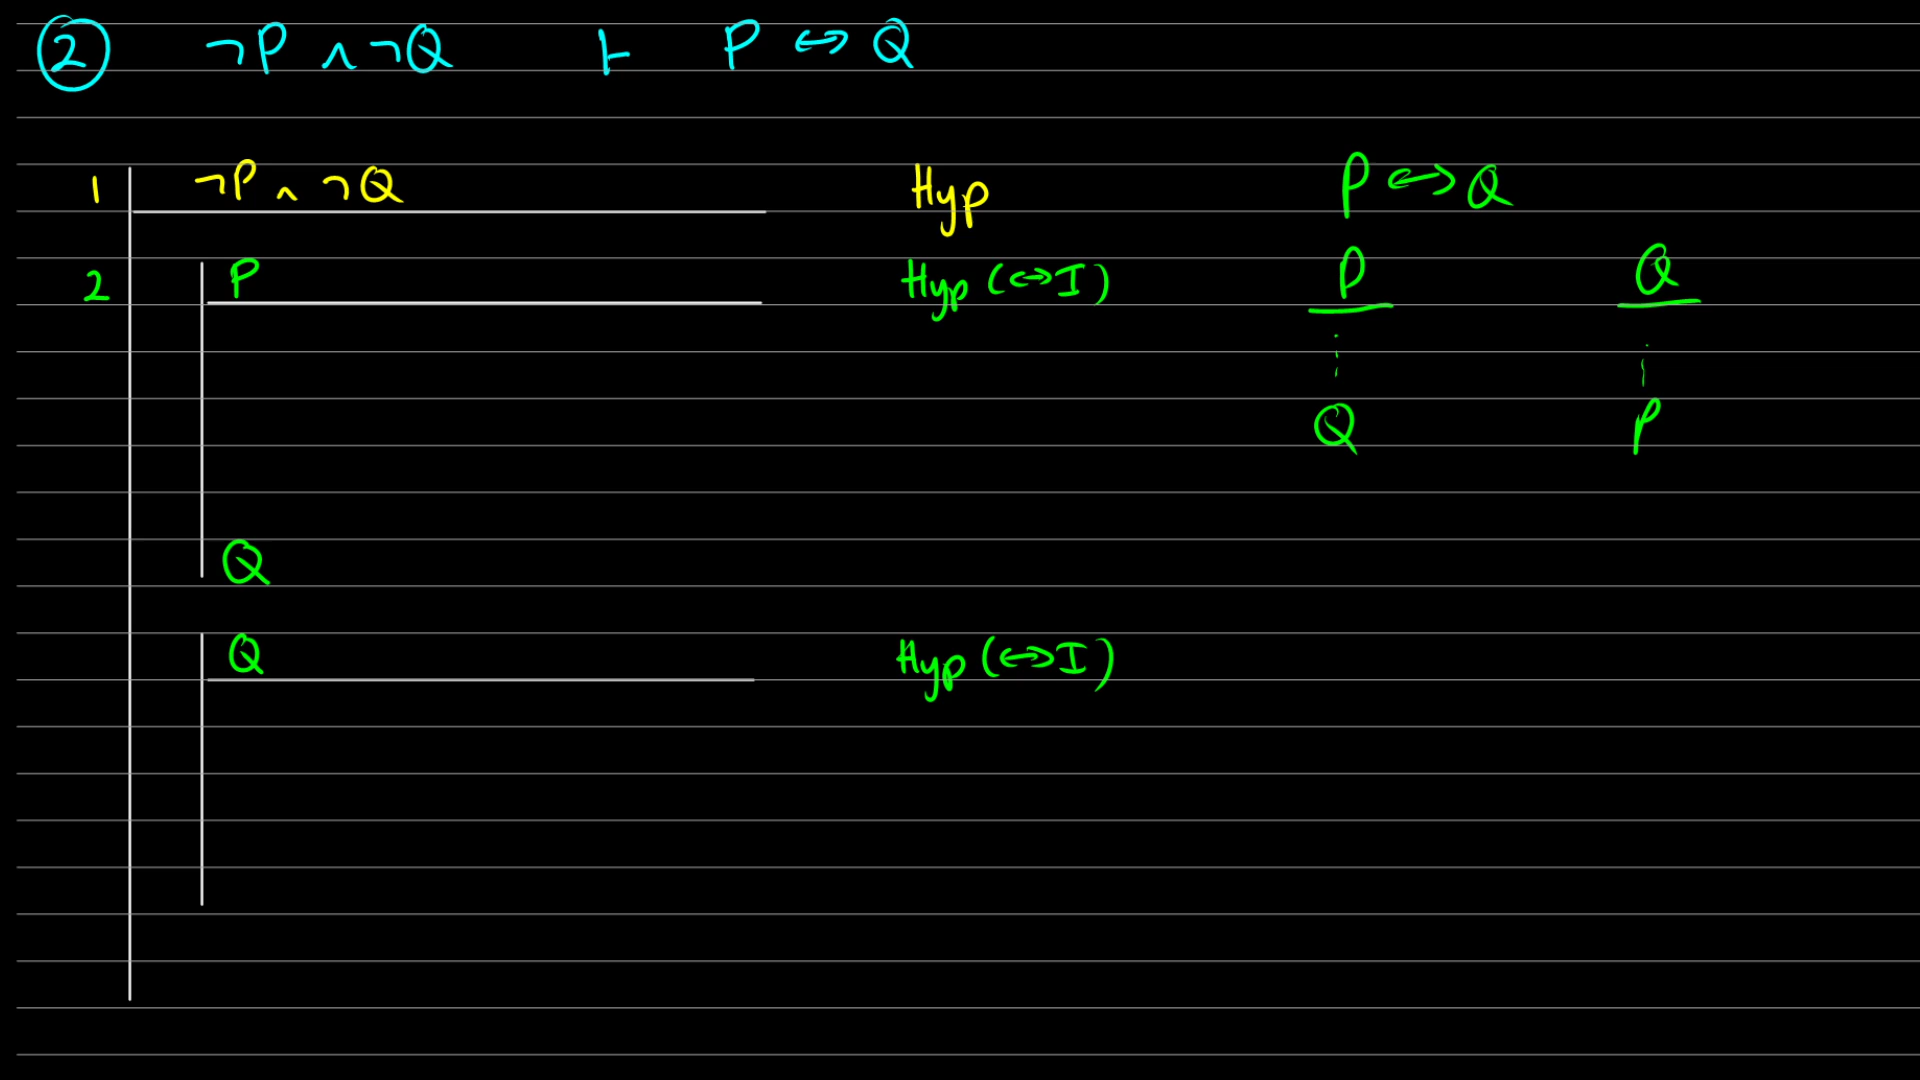 ② ¬P ∧ ¬Q ⊢ P ↔ Q
1 ¬P ∧ ¬Q Hyp P ↔ Q
2 P Hyp (↔I) P Q
⋮ ⋮
Q P
Q
Q Hyp (↔I)